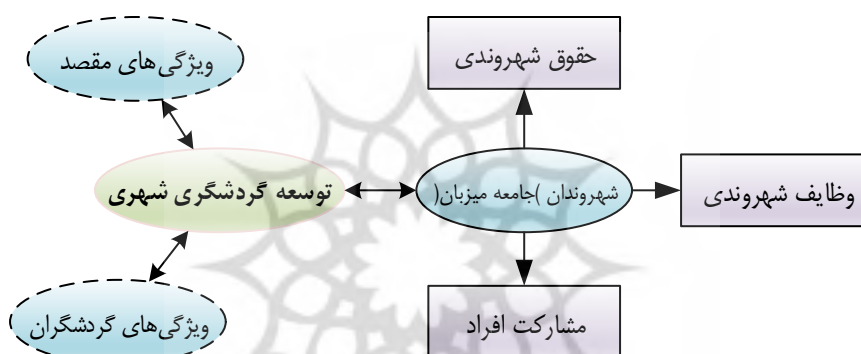 ویژگی‌های مقصد
حقوق شهروندی
توسعه گردشگری شهری
شهروندان )جامعه میزبان(
وظایف شهروندی
ویژگی‌های گردشگران
مشارکت افراد